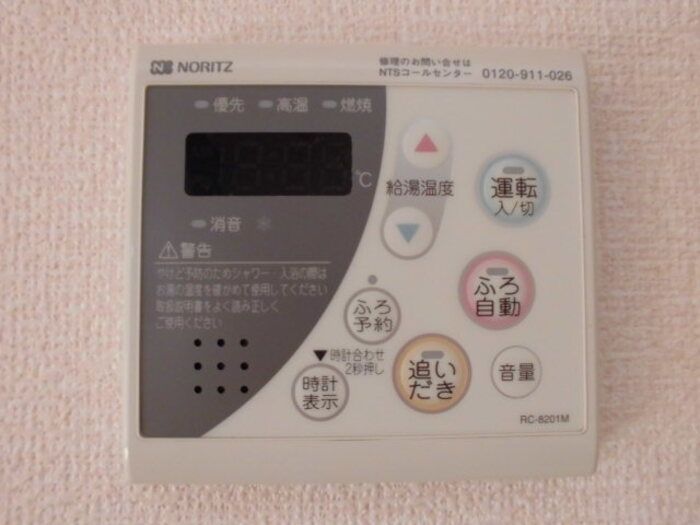 NORITZ
修理のお問い合せは
NTSコールセンター 0120-911-026
優先 高温 燃焼
℃
給湯温度
運転
入/切
消音
警告
やけど予防のためシャワー・入浴の際は
お湯の温度を確かめて使用してください
取扱説明書をよく読み正しく
ご使用ください
ふろ
自動
ふろ
予約
▼時計合わせ
2秒押し
時計
表示
追い
だき
音量
RC-8201M